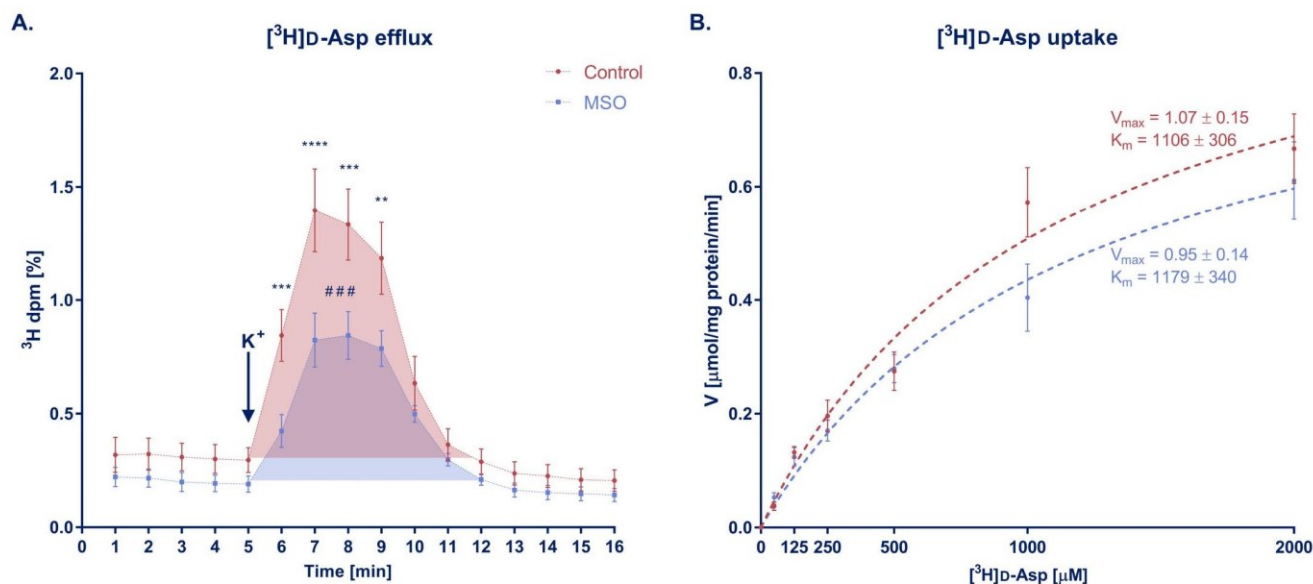 A.
[³H]D-Asp efflux
Control
MSO
2.0
1.5
1.0
0.5
0.0
³H dpm [%]
****
***
**
***
###
K⁺
0 1 2 3 4 5 6 7 8 9 10 11 12 13 14 15 16
Time [min]
B.
[³H]D-Asp uptake
0.8
0.6
0.4
0.2
0.0
V [μmol/mg protein/min]
Vmax = 1.07 ± 0.15
Km = 1106 ± 306
Vmax = 0.95 ± 0.14
Km = 1179 ± 340
0 125 250 500 1000 2000
[³H]D-Asp [μM]